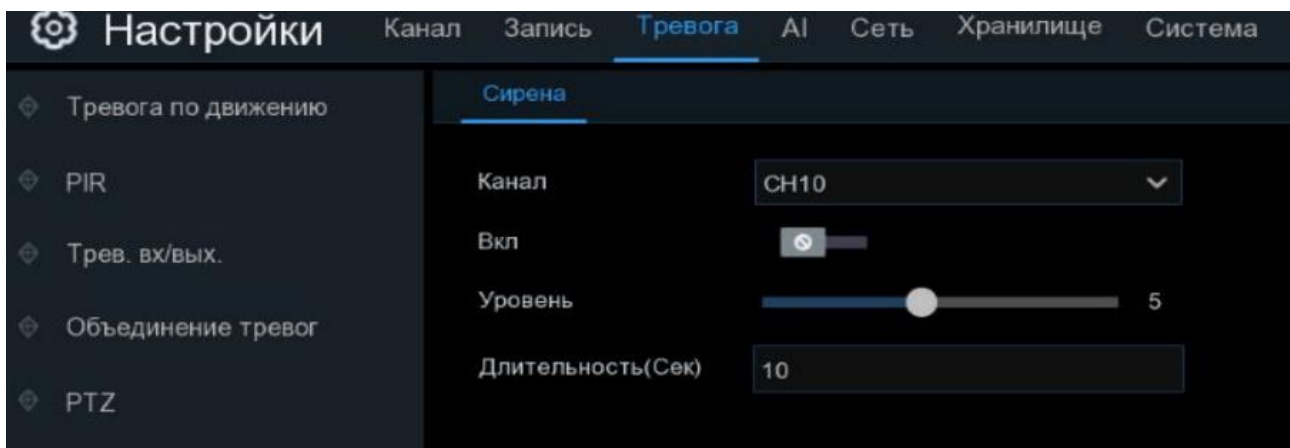 Настройки Канал Запись Тревога AI Сеть Хранилище Система
Тревога по движению
PIR
Трев. вх/вых.
Объединение тревог
PTZ
Сирена
Канал CH10
Вкл
Уровень 5
Длительность(Сек) 10